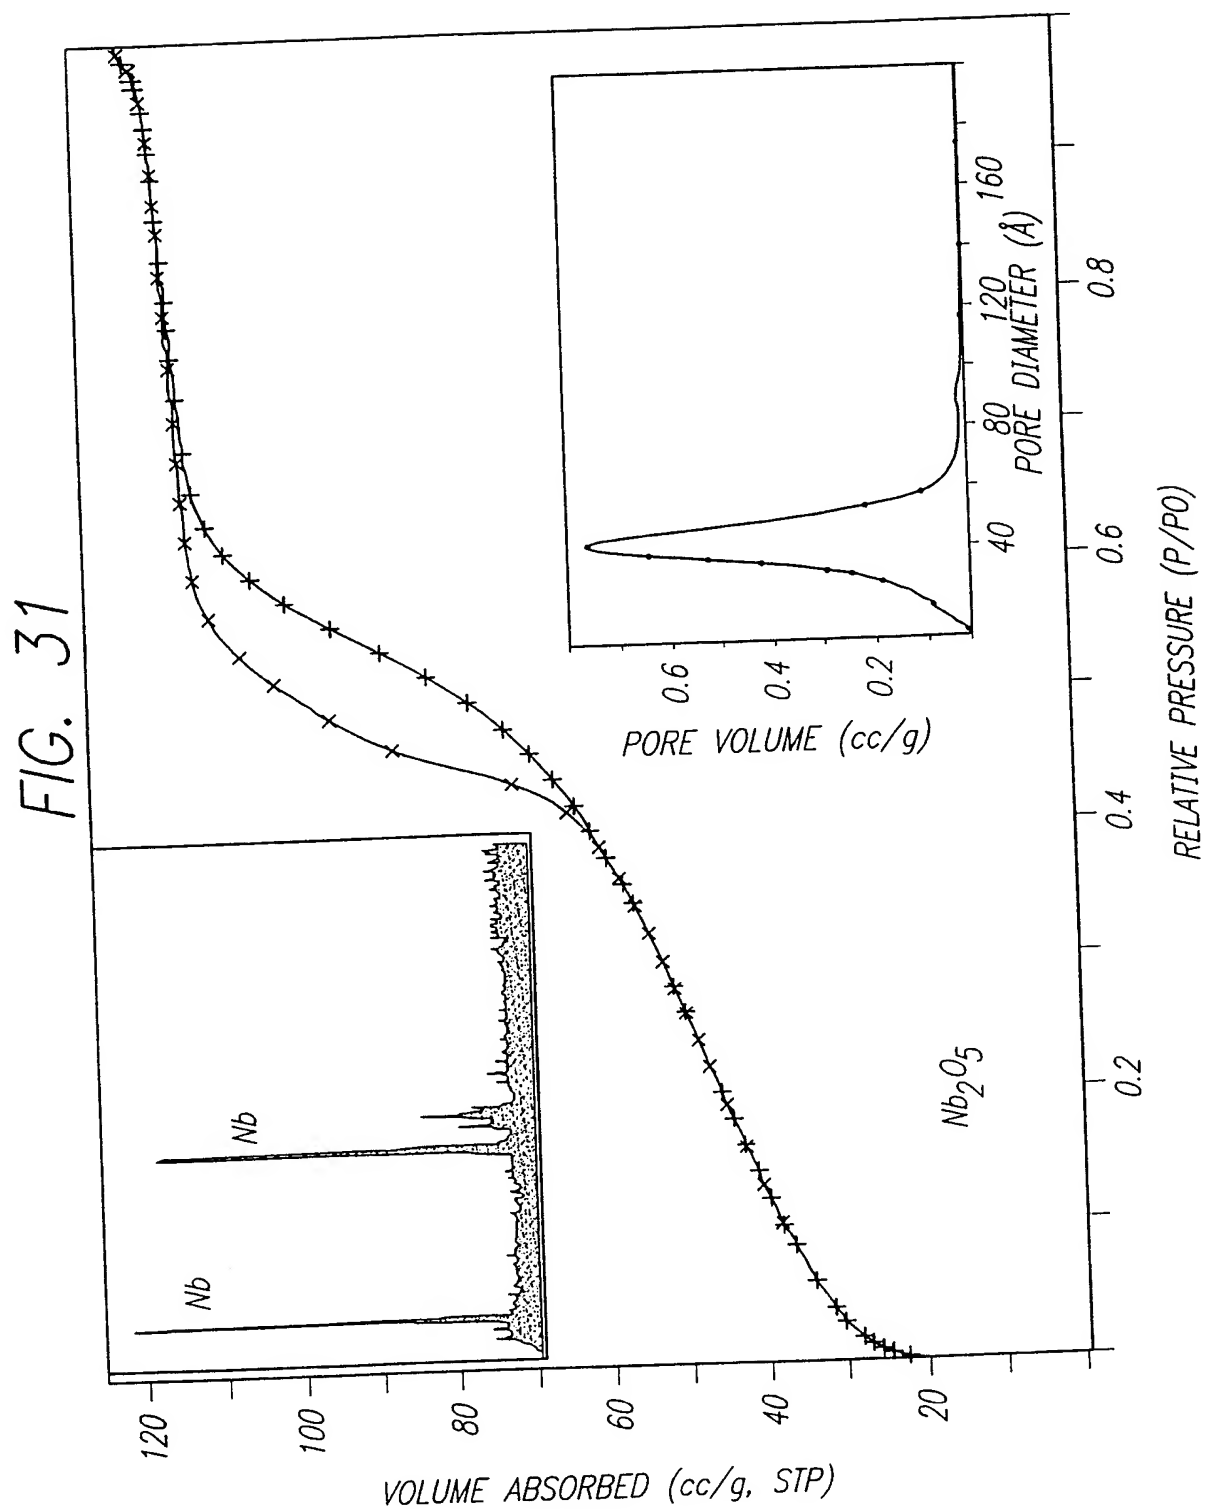 FIG. 31
Nb
Nb
120
100
80
60
40
20
VOLUME ABSORBED (cc/g, STP)
0.2
0.4
0.6
0.8
RELATIVE PRESSURE (P/P0)
Nb2O5
0.6
0.4
0.2
PORE VOLUME (cc/g)
40
80
120
160
PORE DIAMETER (Å)